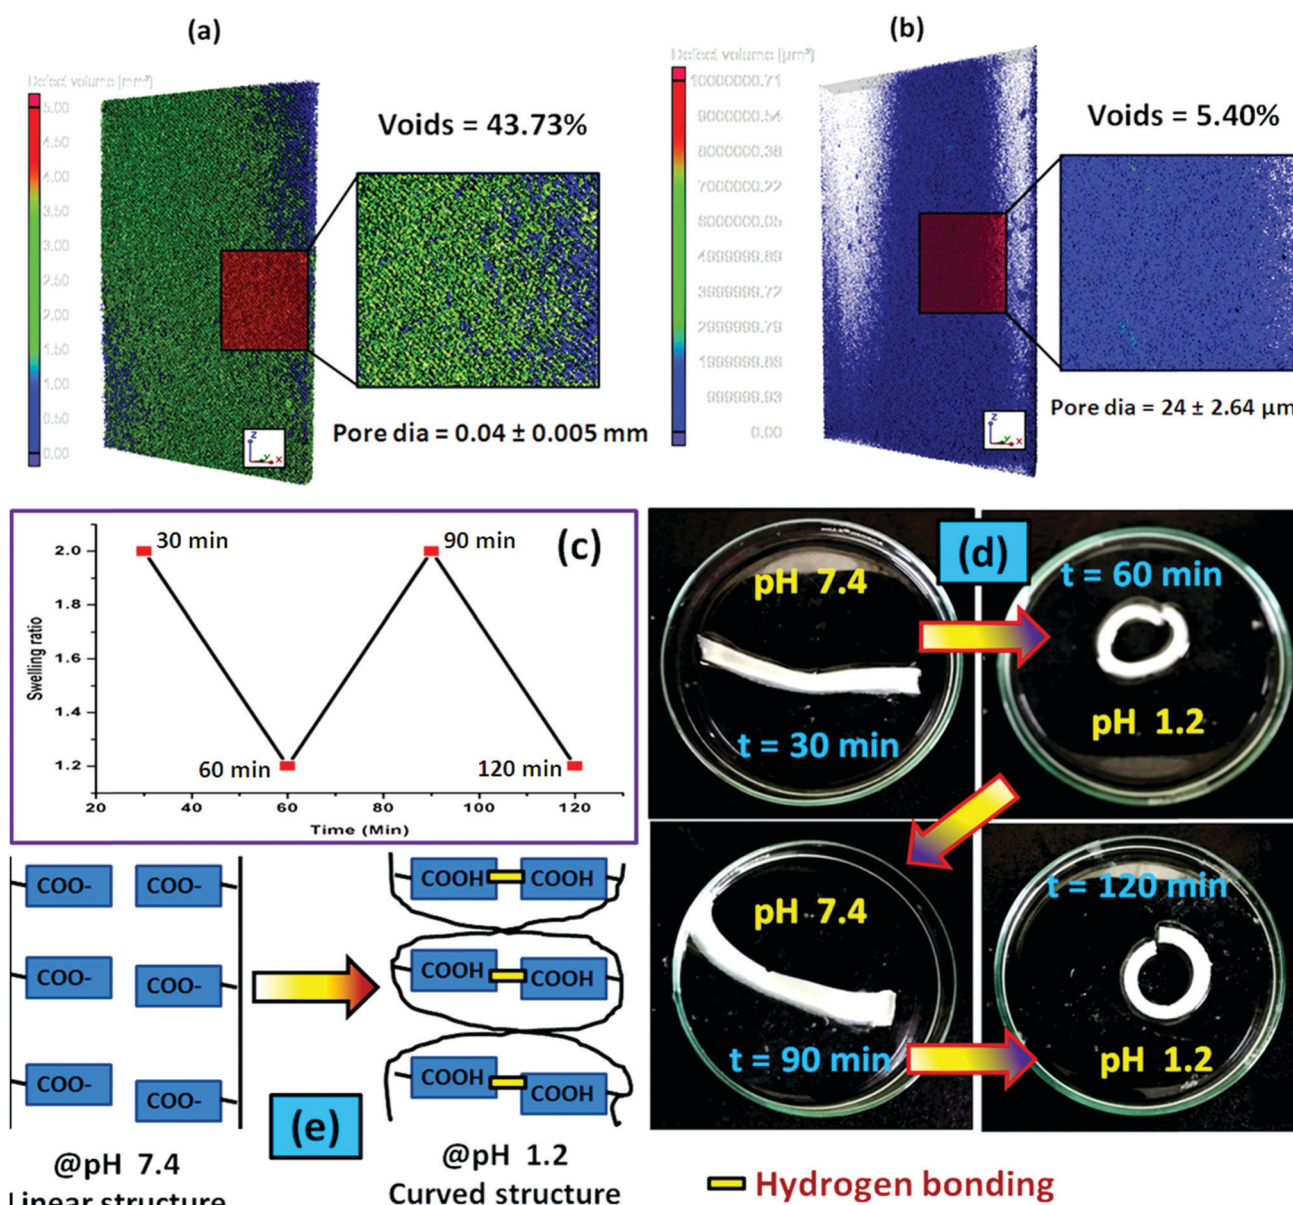 (a)
(b)
Defect volume [mm³]
5.00
4.50
4.00
3.50
3.00
2.50
2.00
1.50
1.00
0.50
0.00
Voids = 43.73%
Pore dia = 0.04 ± 0.005 mm
z
y
x
Defect volume [µm³]
10000000.71
9000000.54
8000000.38
7000000.22
6000000.05
4999999.89
3999999.72
2999999.79
1999999.86
999999.93
0.00
Voids = 5.40%
Pore dia = 24 ± 2.64 µm
z
y
x
(c)
Swelling ratio
2.0
1.8
1.6
1.4
1.2
30 min
90 min
60 min
120 min
20 40 60 80 100 120
Time (Min)
(d)
pH 7.4
t = 30 min
t = 60 min
pH 1.2
pH 7.4
t = 90 min
t = 120 min
pH 1.2
COO- COO-
COO- COO-
COO- COO-
COOH COOH
COOH COOH
COOH COOH
(e)
@pH 7.4
Linear structure
@pH 1.2
Curved structure
Hydrogen bonding